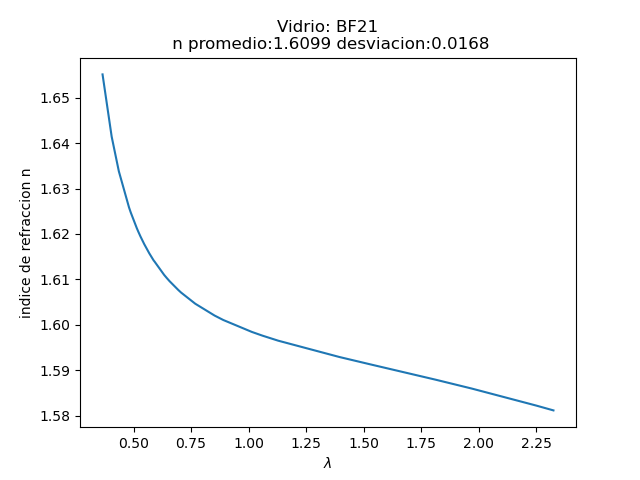 Vidrio: BF21
n promedio:1.6099 desviacion:0.0168
indice de refraccion n
1.65
1.64
1.63
1.62
1.61
1.60
1.59
1.58
0.50 0.75 1.00 1.25 1.50 1.75 2.00 2.25
λ